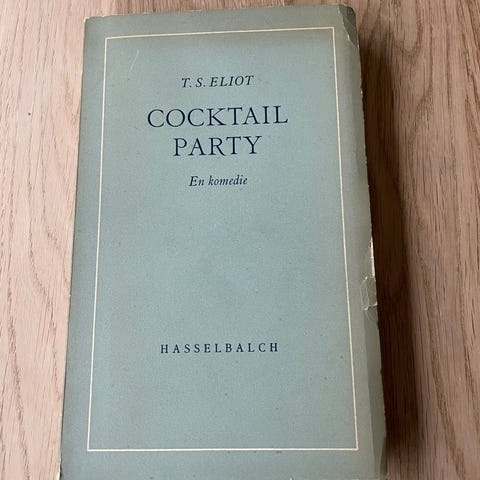 T. S. ELIOT
COCKTAIL
PARTY
En komedie
HASSELBALCH